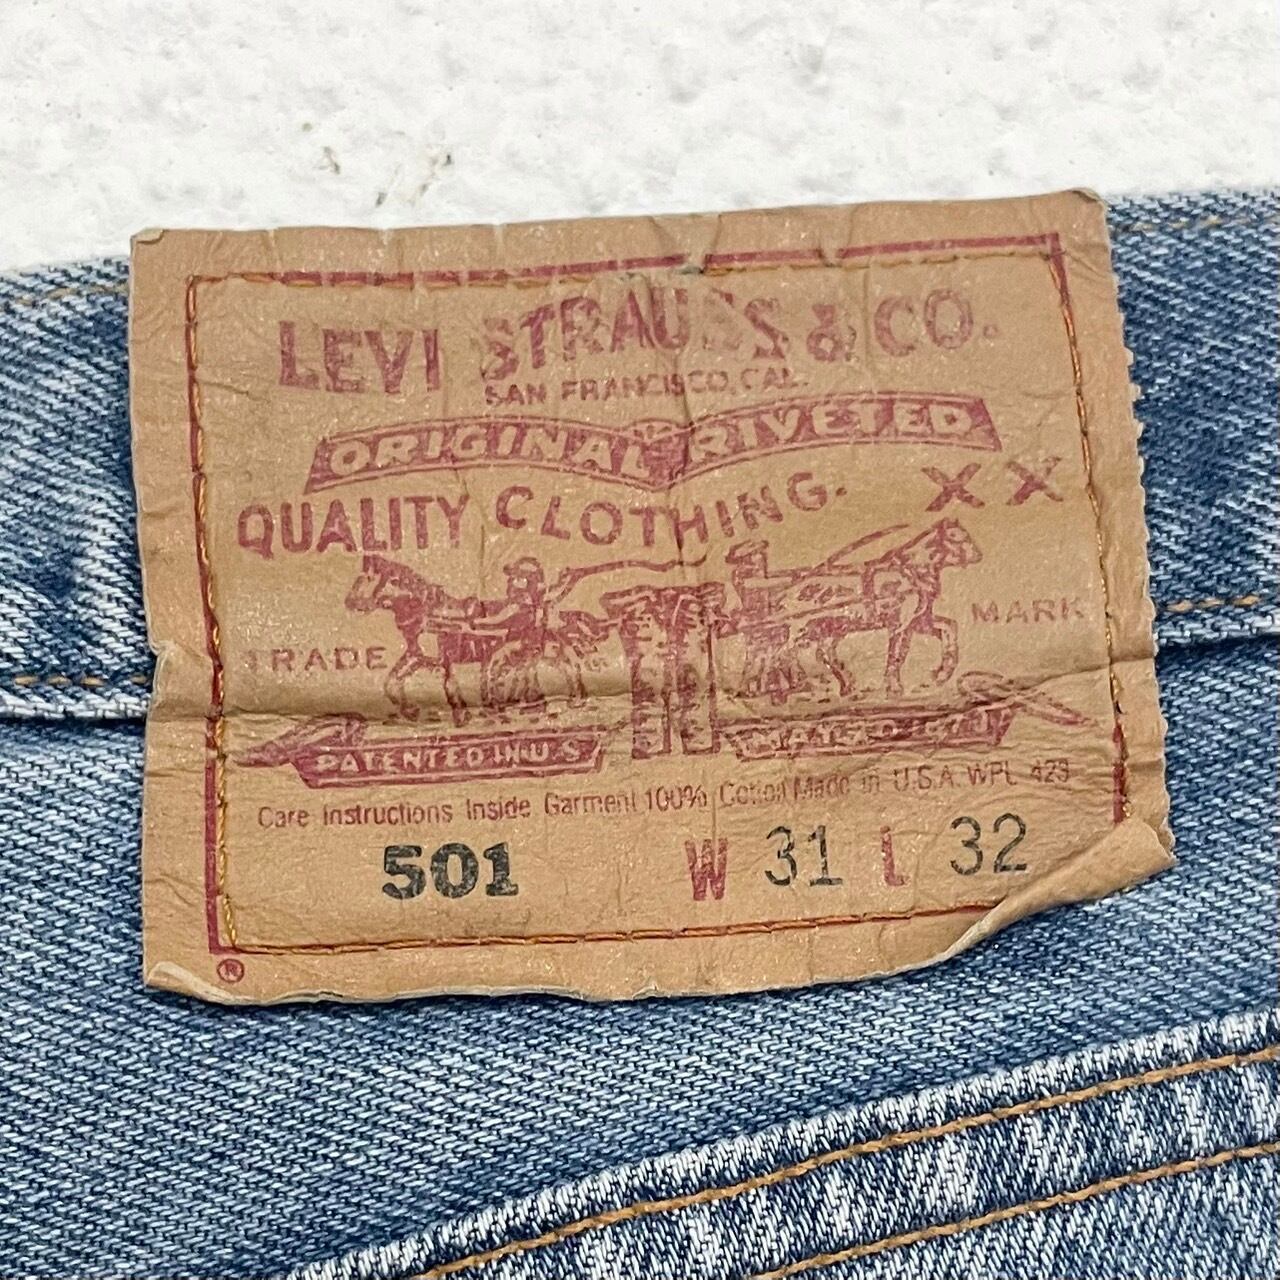 LEVI STRAUSS & CO.
SAN FRANCISCO, CAL.
ORIGINAL RIVETED
QUALITY CLOTHING. XX
TRADE MARK
PATENTED IN U.S.
Care Instructions Inside Garment 100% Cotton Made in U.S.A. WPL 423
501 W 31 L 32
®